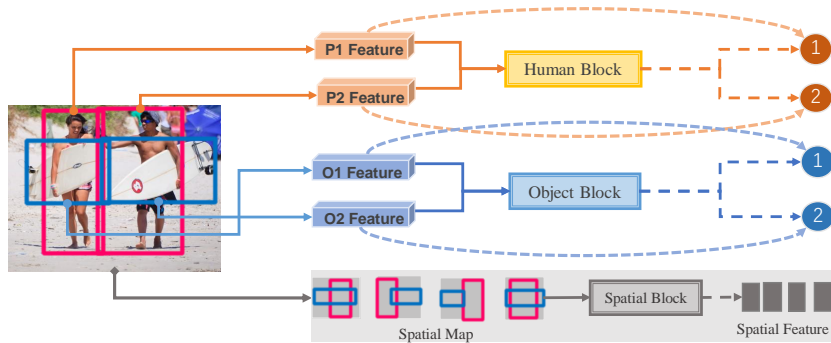 P1 Feature
1
Human Block
P2 Feature
2
O1 Feature
1
Object Block
O2 Feature
2
Spatial Block
Spatial Map
Spatial Feature